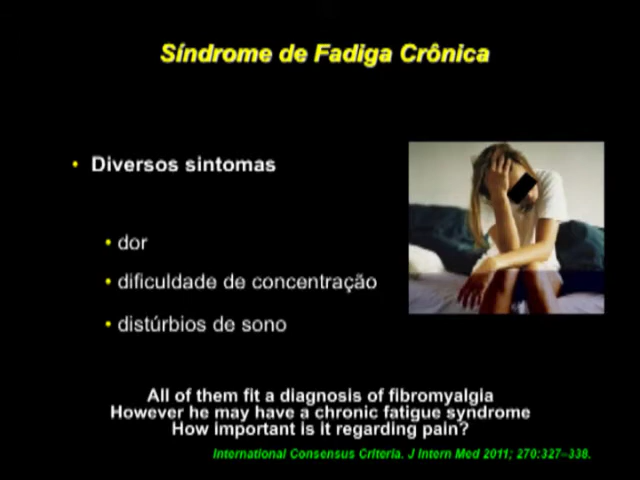 Síndrome de Fadiga Crônica
• Diversos sintomas
• dor
• dificuldade de concentração
• distúrbios de sono
All of them fit a diagnosis of fibromyalgia
However he may have a chronic fatigue syndrome
How important is it regarding pain?
International Consensus Criteria. J Intern Med 2011; 270:327–338.